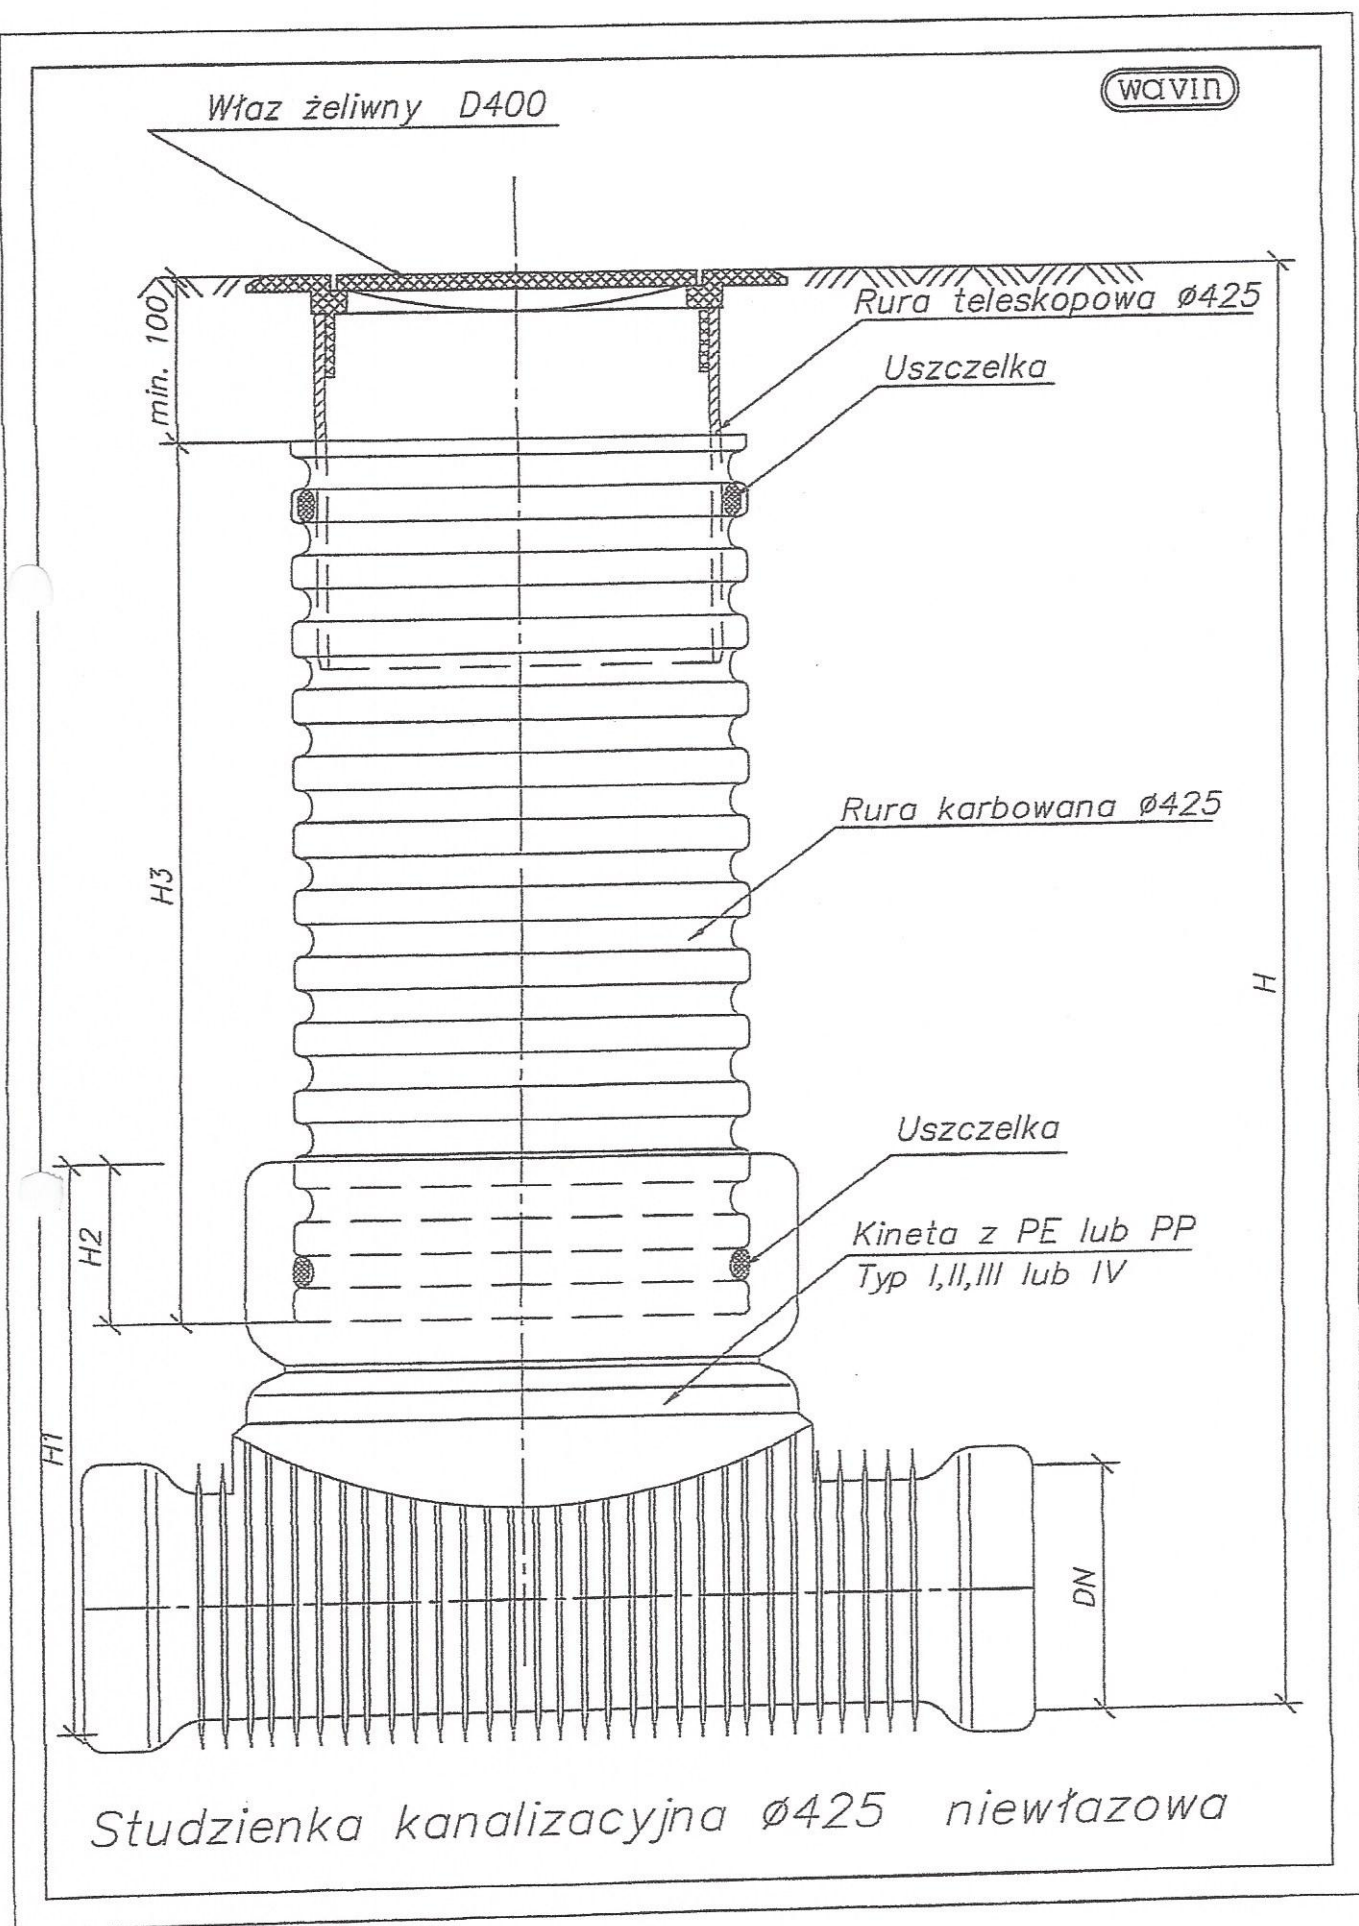 wavin
Właz żeliwny D400
min. 100
Rura teleskopowa ø425
Uszczelka
H3
Rura karbowana ø425
H
Uszczelka
H2
Kineta z PE lub PP
Typ I,II,III lub IV
H1
DN
Studzienka kanalizacyjna ø425 niewłazowa